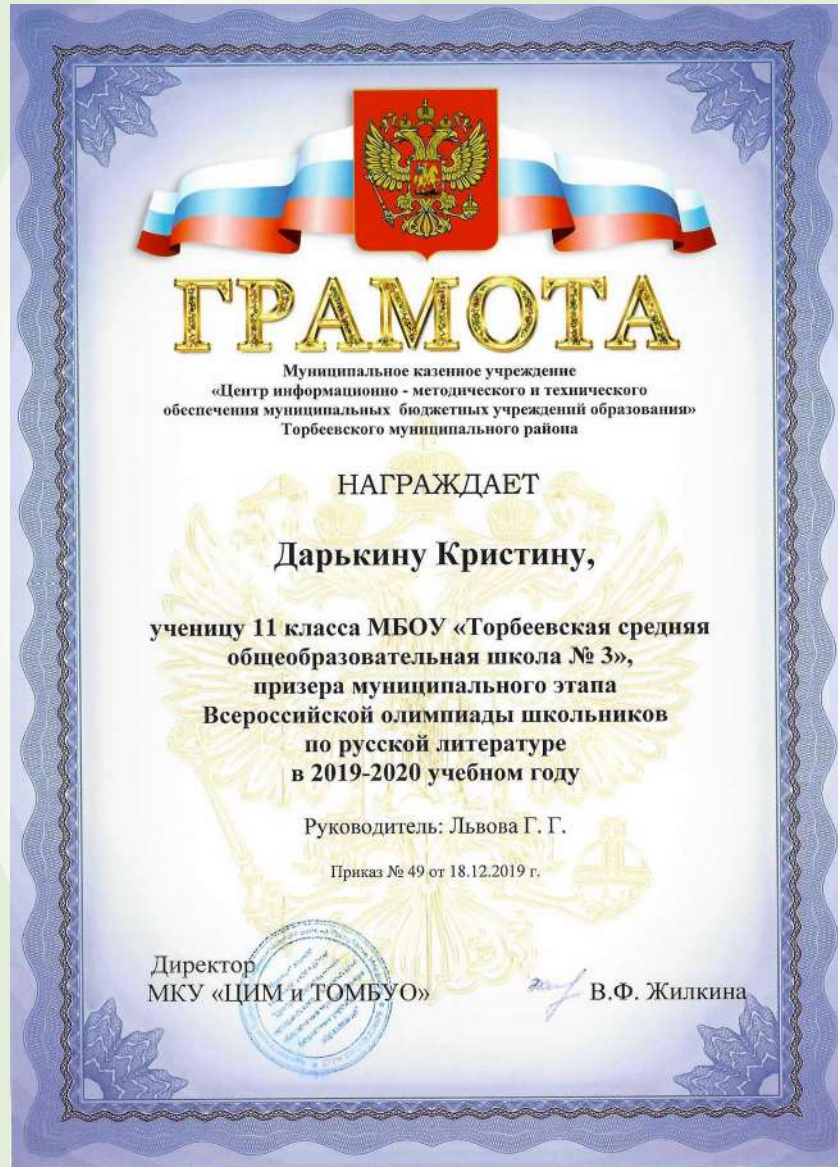 ГРАМОТА
Муниципальное казенное учреждение
«Центр информационно - методического и технического
обеспечения муниципальных бюджетных учреждений образования»
Торбеевского муниципального района
НАГРАЖДАЕТ
Дарькину Кристину,
ученицу 11 класса МБОУ «Торбеевская средняя
общеобразовательная школа № 3»,
призера муниципального этапа
Всероссийской олимпиады школьников
по русской литературе
в 2019-2020 учебном году
Руководитель: Львова Г. Г.
Приказ № 49 от 18.12.2019 г.
Директор
МКУ «ЦИМ и ТОМБУО» В.Ф. Жилкина